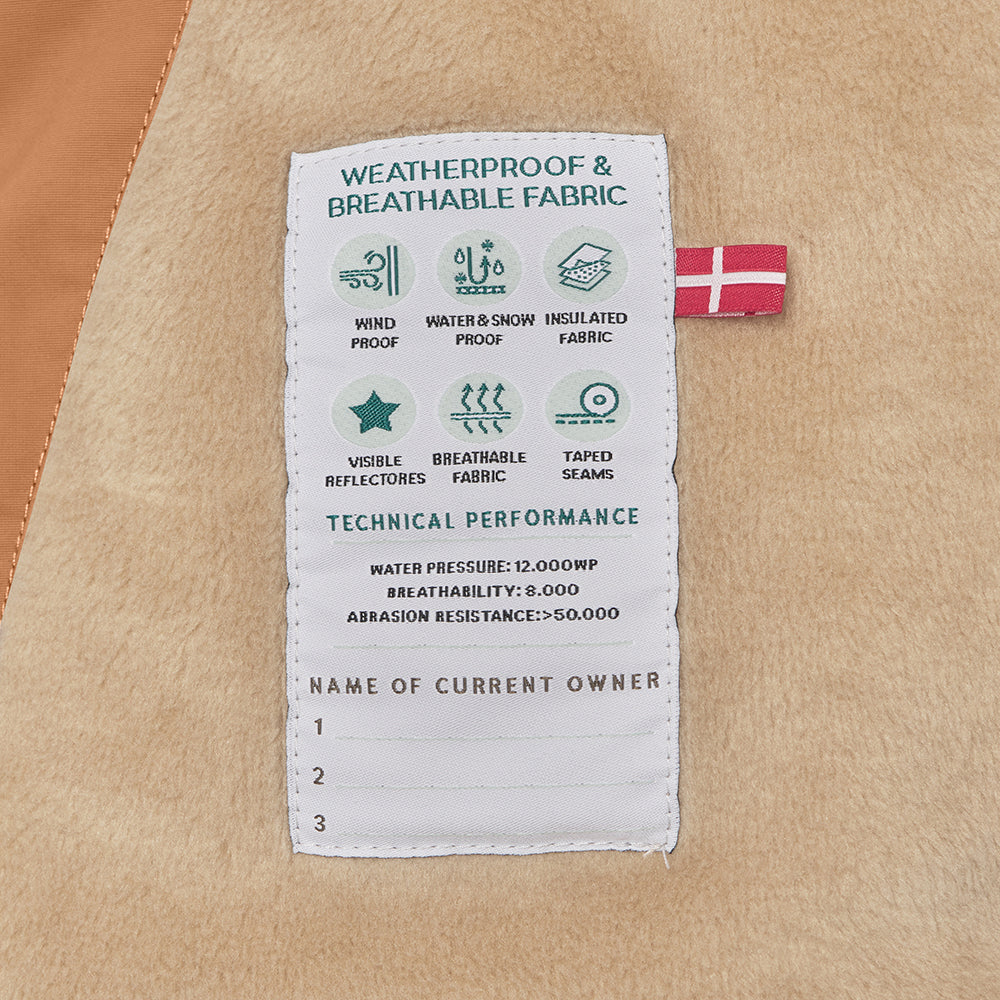 WEATHERPROOF &
BREATHABLE FABRIC
WIND
PROOF
WATER & SNOW
PROOF
INSULATED
FABRIC
VISIBLE
REFLECTORES
BREATHABLE
FABRIC
TAPED
SEAMS
TECHNICAL PERFORMANCE
WATER PRESSURE: 12.000WP
BREATHABILITY: 8.000
ABRASION RESISTANCE:>50.000
NAME OF CURRENT OWNER
1
2
3